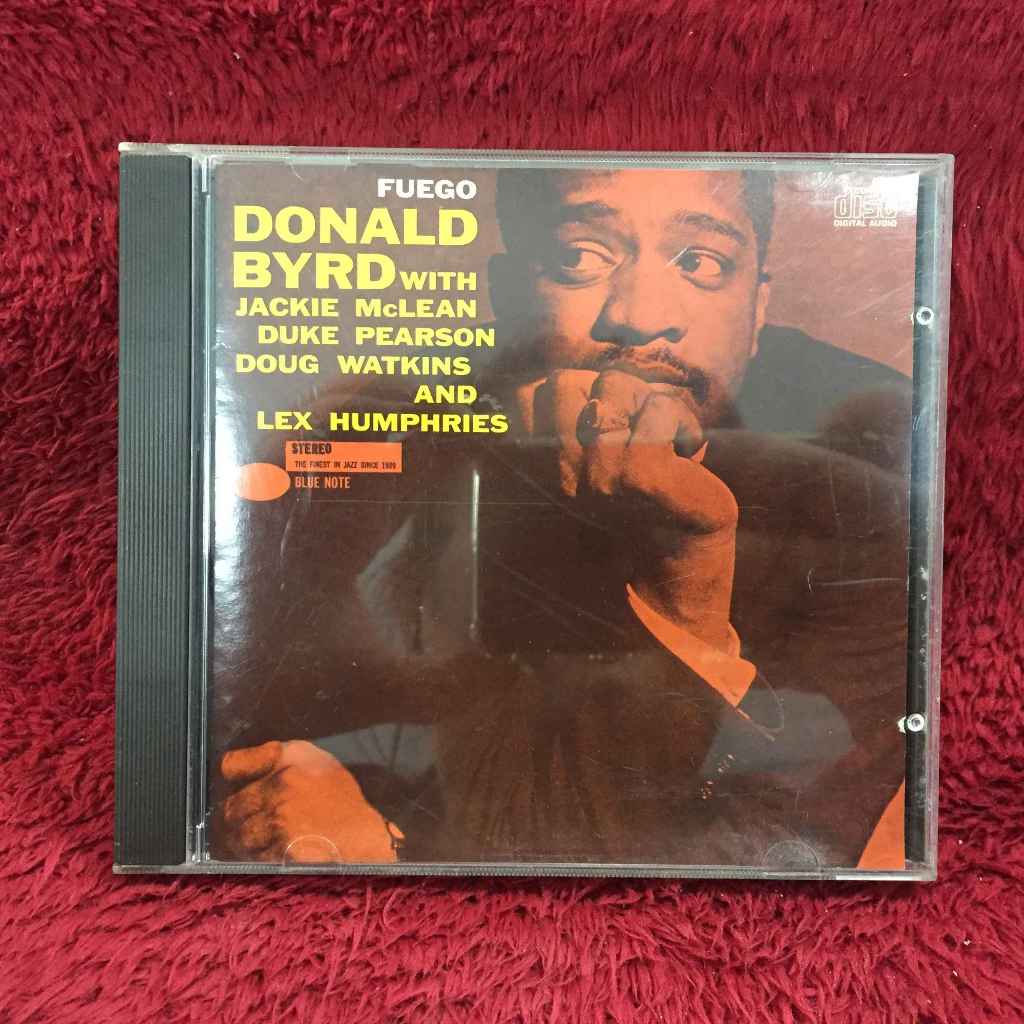 FUEGO
DONALD
BYRD WITH
JACKIE McLEAN
DUKE PEARSON
DOUG WATKINS
AND
LEX HUMPHRIES
STEREO
THE FINEST IN JAZZ SINCE 1939
BLUE NOTE
disc
DIGITAL AUDIO